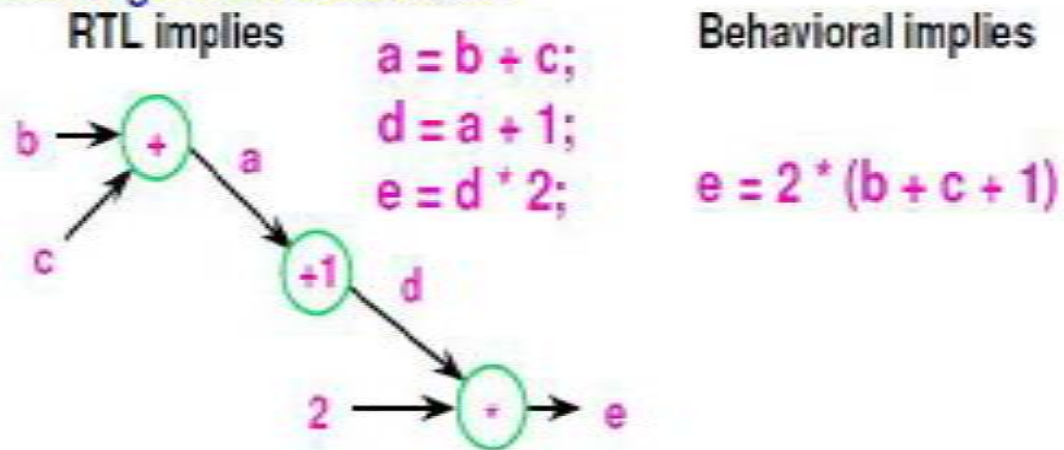 RTL implies
Behavioral implies
a = b + c;
d = a + 1;
e = d * 2;
e = 2 * (b + c + 1)
b
+
a
c
+1
d
2
*
e